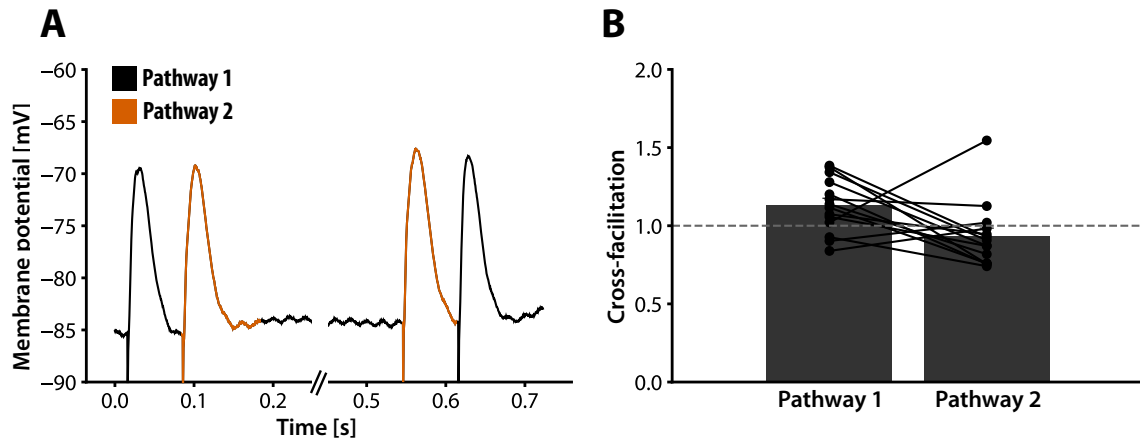 A
Membrane potential [mV]
−60
−65
−70
−75
−80
−85
−90
Pathway 1
Pathway 2
0.0
0.1
0.2
0.5
0.6
0.7
Time [s]
B
Cross-facilitation
2.0
1.5
1.0
0.5
0.0
Pathway 1
Pathway 2